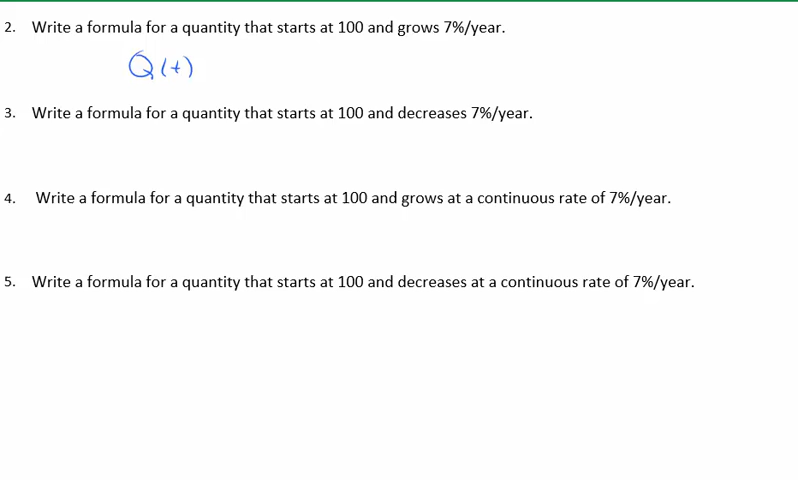 2. Write a formula for a quantity that starts at 100 and grows 7%/year.
Q(t)
3. Write a formula for a quantity that starts at 100 and decreases 7%/year.
4. Write a formula for a quantity that starts at 100 and grows at a continuous rate of 7%/year.
5. Write a formula for a quantity that starts at 100 and decreases at a continuous rate of 7%/year.